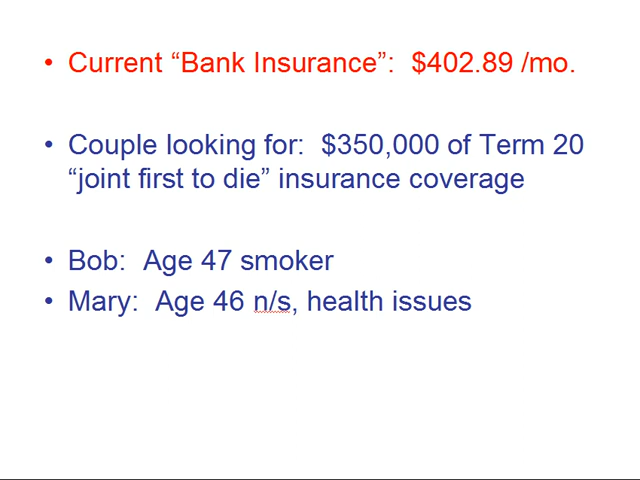 • Current “Bank Insurance”: $402.89 /mo.
• Couple looking for: $350,000 of Term 20
“joint first to die” insurance coverage
• Bob: Age 47 smoker
• Mary: Age 46 n/s, health issues